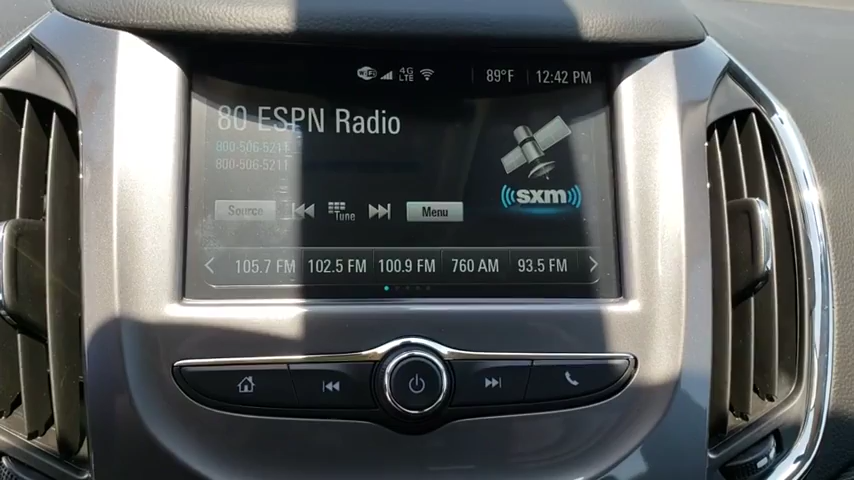 WiFi 4G LTE 89°F 12:42 PM
80 ESPN Radio
800-506-5211
800-506-5211
sxm
Source Tune Menu
105.7 FM 102.5 FM 100.9 FM 760 AM 93.5 FM